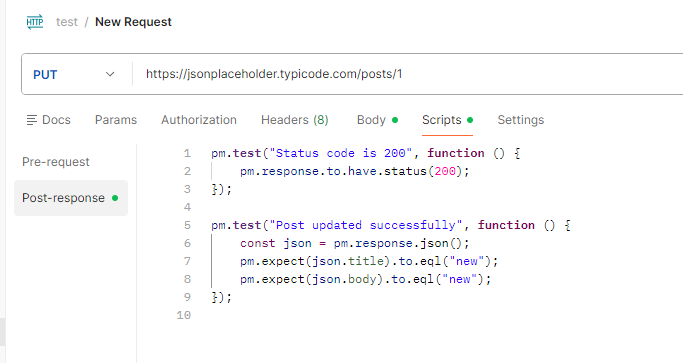 HTTP test / New Request
PUT https://jsonplaceholder.typicode.com/posts/1
Docs Params Authorization Headers (8) Body Scripts Settings
Pre-request
Post-response
1 pm.test("Status code is 200", function () {
2 pm.response.to.have.status(200);
3 });
4
5 pm.test("Post updated successfully", function () {
6 const json = pm.response.json();
7 pm.expect(json.title).to.eql("new");
8 pm.expect(json.body).to.eql("new");
9 });
10